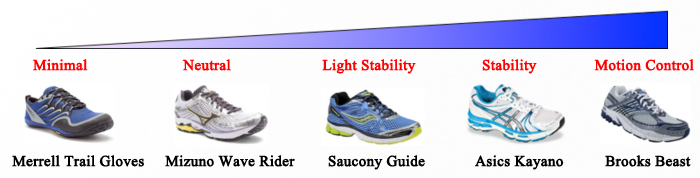 Minimal Neutral Light Stability Stability Motion Control
Merrell Trail Gloves Mizuno Wave Rider Saucony Guide Asics Kayano Brooks Beast